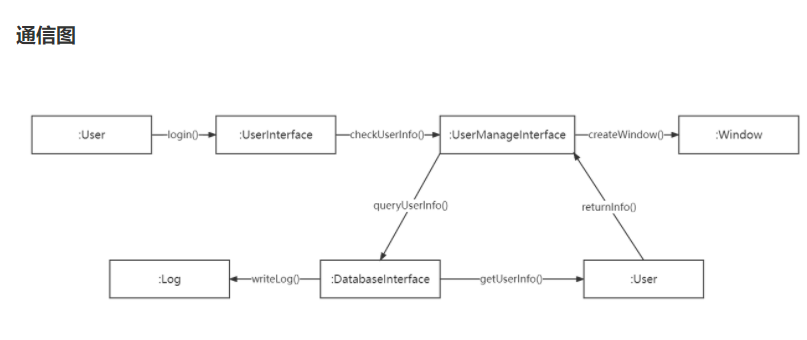 通信图
:User
login()
:UserInterface
checkUserInfo()
:UserManageInterface
createWindow()
:Window
queryUserInfo()
returnInfo()
:Log
writeLog()
:DatabaseInterface
getUserInfo()
:User